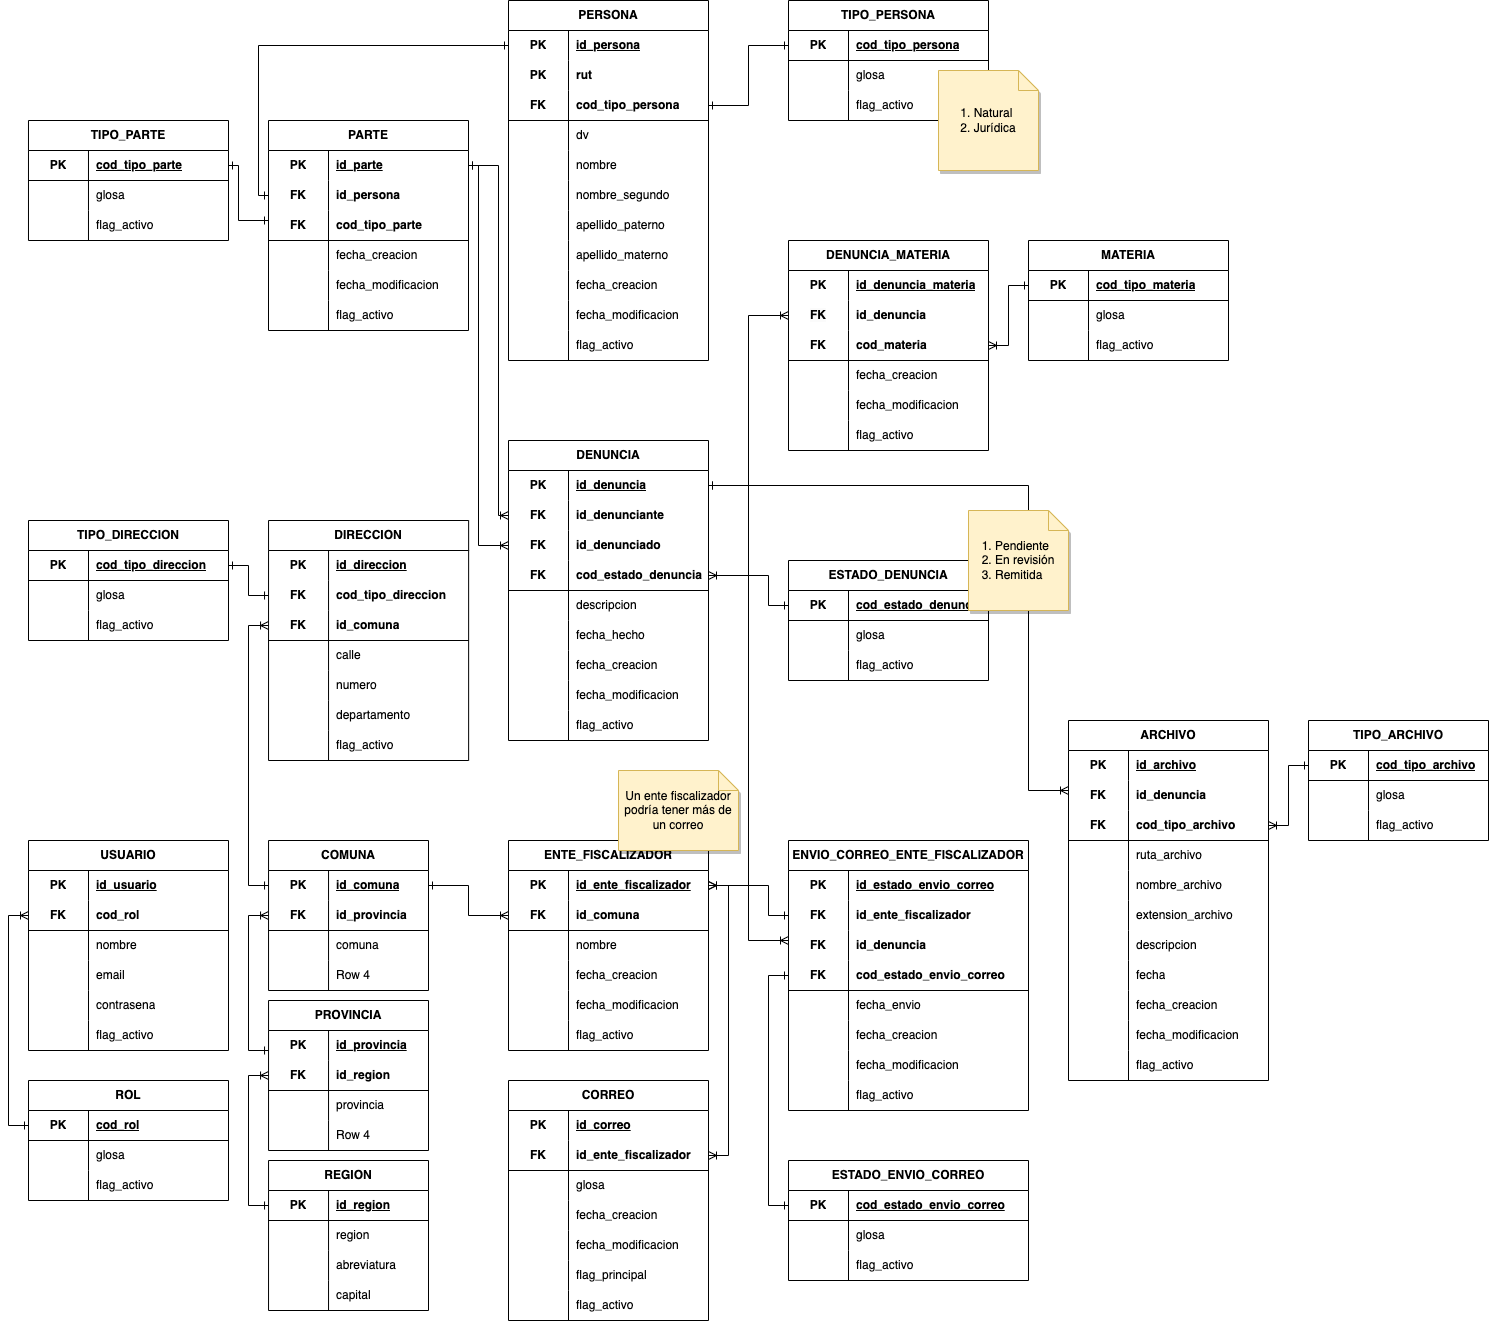 PERSONA
PK id_persona
PK rut
FK cod_tipo_persona
dv
nombre
nombre_segundo
apellido_paterno
apellido_materno
fecha_creacion
fecha_modificacion
flag_activo
TIPO_PERSONA
PK cod_tipo_persona
glosa
flag_activo
1. Natural
2. Jurídica
TIPO_PARTE
PK cod_tipo_parte
glosa
flag_activo
PARTE
PK id_parte
FK id_persona
FK cod_tipo_parte
fecha_creacion
fecha_modificacion
flag_activo
DENUNCIA_MATERIA
PK id_denuncia_materia
FK id_denuncia
FK cod_materia
fecha_creacion
fecha_modificacion
flag_activo
MATERIA
PK cod_tipo_materia
glosa
flag_activo
DENUNCIA
PK id_denuncia
FK id_denunciante
FK id_denunciado
FK cod_estado_denuncia
descripcion
fecha_hecho
fecha_creacion
fecha_modificacion
flag_activo
TIPO_DIRECCION
PK cod_tipo_direccion
glosa
flag_activo
DIRECCION
PK id_direccion
FK cod_tipo_direccion
FK id_comuna
calle
numero
departamento
flag_activo
1. Pendiente
2. En revisión
3. Remitida
ESTADO_DENUNCIA
PK cod_estado_denunc
glosa
flag_activo
ARCHIVO
PK id_archivo
FK id_denuncia
FK cod_tipo_archivo
ruta_archivo
nombre_archivo
extension_archivo
descripcion
fecha
fecha_creacion
fecha_modificacion
flag_activo
TIPO_ARCHIVO
PK cod_tipo_archivo
glosa
flag_activo
Un ente fiscalizador
podría tener más de
un correo
USUARIO
PK id_usuario
FK cod_rol
nombre
email
contrasena
flag_activo
COMUNA
PK id_comuna
FK id_provincia
comuna
Row 4
ENTE_FISCALIZADOR
PK id_ente_fiscalizador
FK id_comuna
nombre
fecha_creacion
fecha_modificacion
flag_activo
ENVIO_CORREO_ENTE_FISCALIZADOR
PK id_estado_envio_correo
FK id_ente_fiscalizador
FK id_denuncia
FK cod_estado_envio_correo
fecha_envio
fecha_creacion
fecha_modificacion
flag_activo
PROVINCIA
PK id_provincia
FK id_region
provincia
Row 4
ROL
PK cod_rol
glosa
flag_activo
CORREO
PK id_correo
FK id_ente_fiscalizador
glosa
fecha_creacion
fecha_modificacion
flag_principal
flag_activo
REGION
PK id_region
region
abreviatura
capital
ESTADO_ENVIO_CORREO
PK cod_estado_envio_correo
glosa
flag_activo